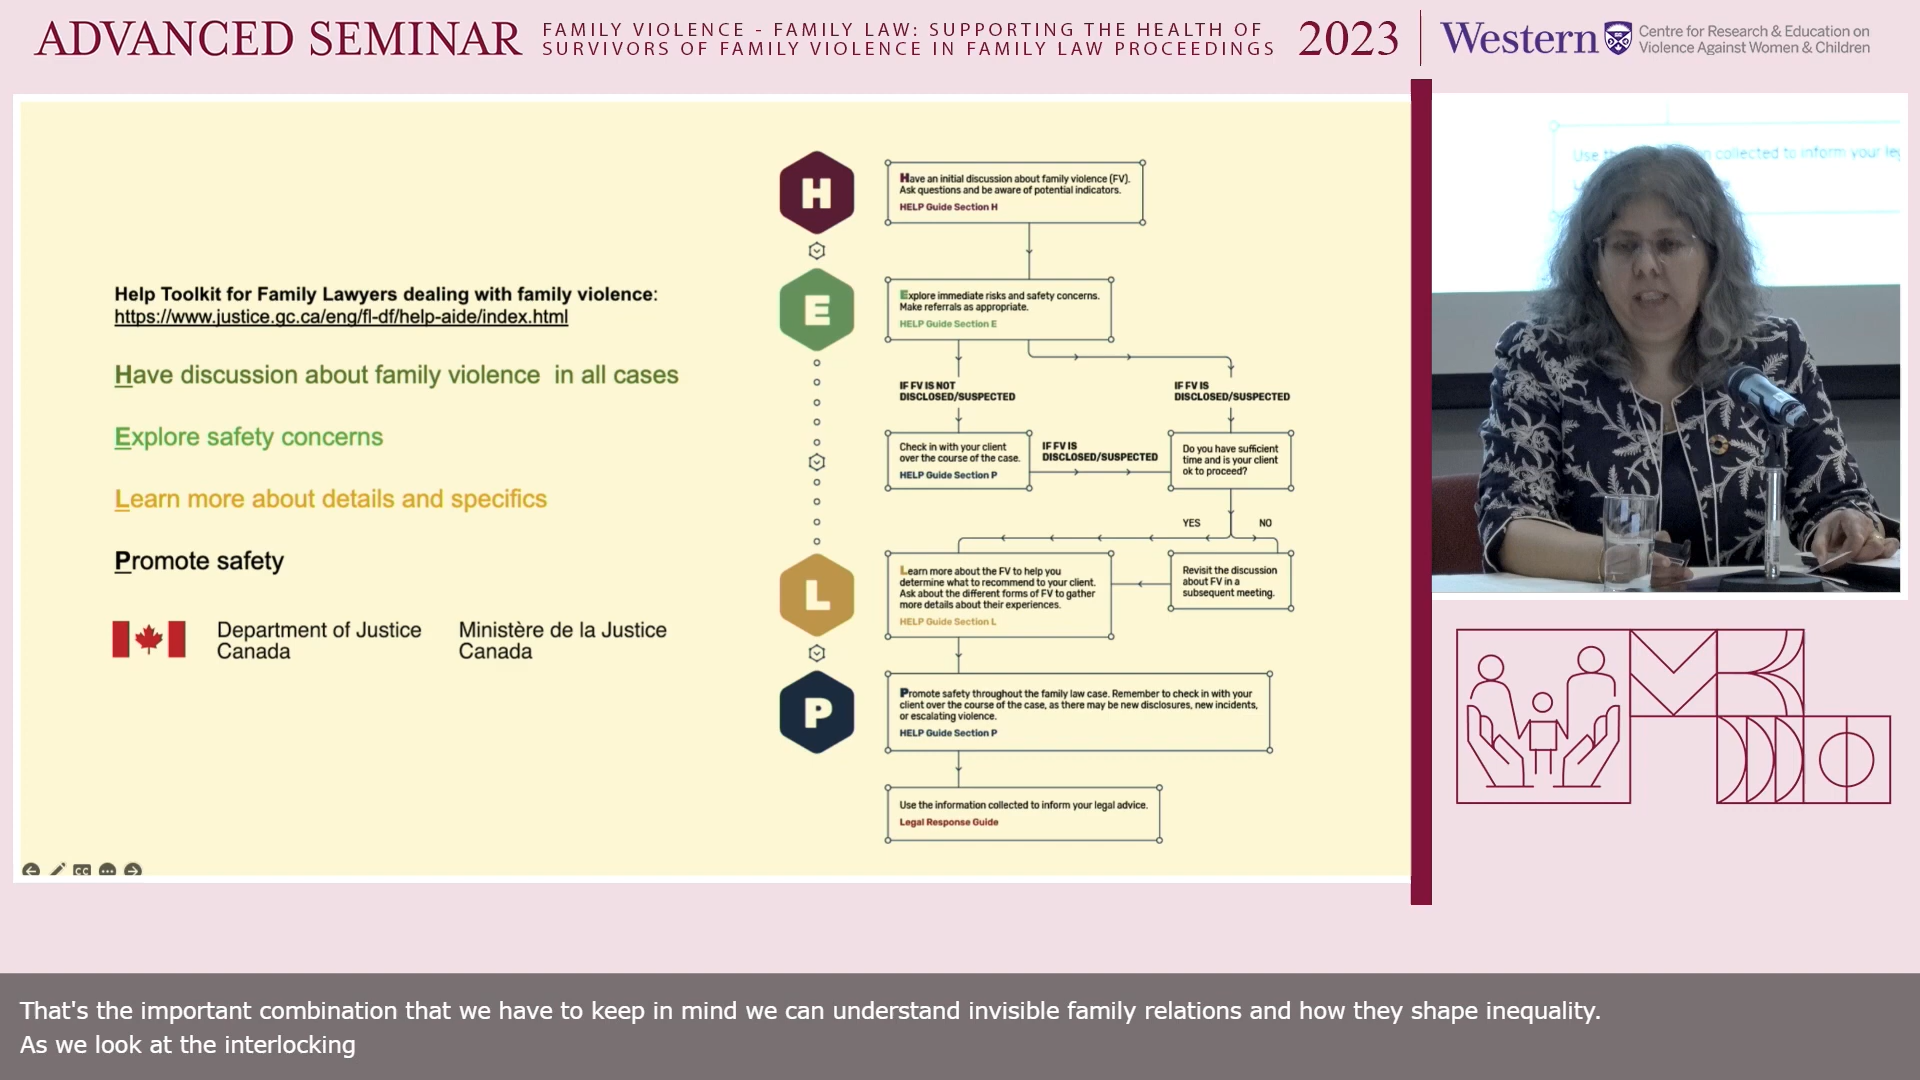 ADVANCED SEMINAR
FAMILY VIOLENCE - FAMILY LAW: SUPPORTING THE HEALTH OF
SURVIVORS OF FAMILY VIOLENCE IN FAMILY LAW PROCEEDINGS
2023
Western
Centre for Research & Education on
Violence Against Women & Children
Help Toolkit for Family Lawyers dealing with family violence:
https://www.justice.gc.ca/eng/fl-df/help-aide/index.html
Have discussion about family violence in all cases
Explore safety concerns
Learn more about details and specifics
Promote safety
Department of Justice
Canada
Ministère de la Justice
Canada
H
Have an initial discussion about family violence (FV).
Ask questions and be aware of potential indicators.
HELP Guide Section H
E
Explore immediate risks and safety concerns.
Make referrals as appropriate.
HELP Guide Section E
IF FV IS NOT
DISCLOSED/SUSPECTED
IF FV IS
DISCLOSED/SUSPECTED
Check in with your client
over the course of the case.
HELP Guide Section P
IF FV IS
DISCLOSED/SUSPECTED
Do you have sufficient
time and is your client
ok to proceed?
YES
NO
L
Learn more about the FV to help you
determine what to recommend to your client.
Ask about the different forms of FV to gather
more details about their experiences.
HELP Guide Section L
Revisit the discussion
about FV in a
subsequent meeting.
P
Promote safety throughout the family law case. Remember to check in with your
client over the course of the case, as there may be new disclosures, new incidents,
or escalating violence.
HELP Guide Section P
Use the information collected to inform your legal advice.
Legal Response Guide
CC
collected to inform your
That's the important combination that we have to keep in mind we can understand invisible family relations and how they shape inequality.
As we look at the interlocking